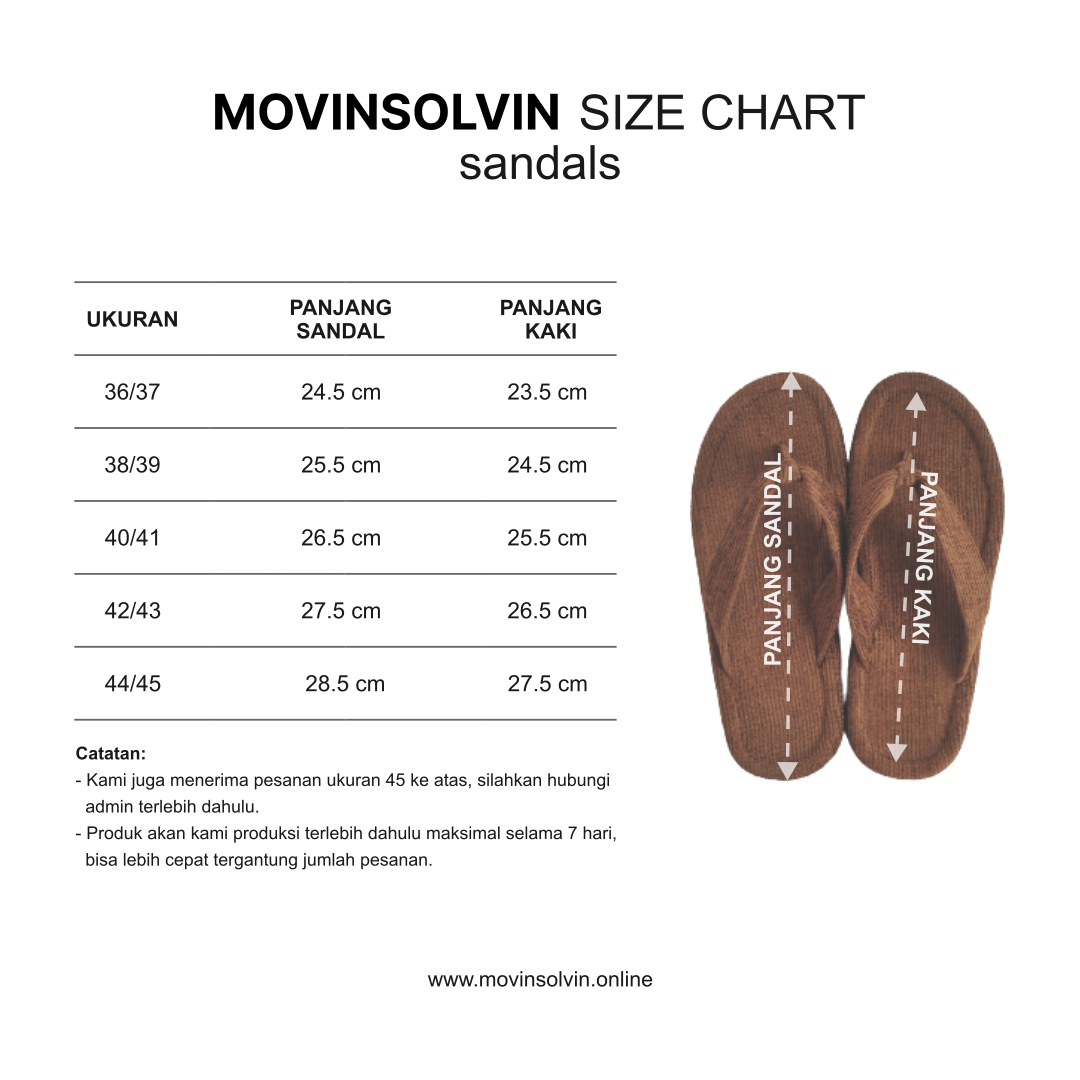 MOVINSOLVIN SIZE CHART
sandals
UKURAN PANJANG SANDAL PANJANG KAKI
36/37 24.5 cm 23.5 cm
38/39 25.5 cm 24.5 cm
40/41 26.5 cm 25.5 cm
42/43 27.5 cm 26.5 cm
44/45 28.5 cm 27.5 cm
PANJANG SANDAL
PANJANG KAKI
Catatan:
- Kami juga menerima pesanan ukuran 45 ke atas, silahkan hubungi
admin terlebih dahulu.
- Produk akan kami produksi terlebih dahulu maksimal selama 7 hari,
bisa lebih cepat tergantung jumlah pesanan.
www.movinsolvin.online